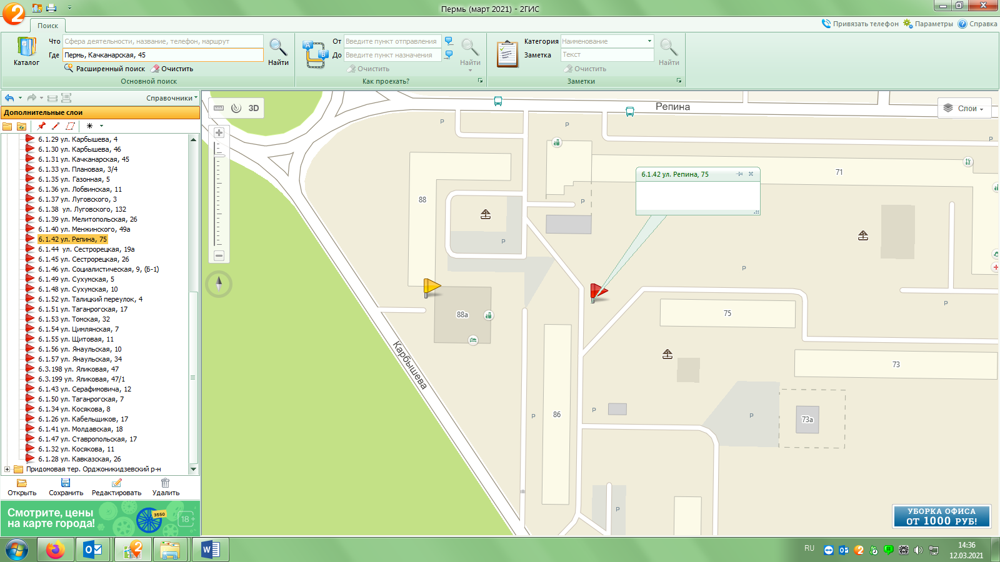 Пермь (март 2021) - 2ГИС
Поиск
Привязать телефон
Параметры
Справка
Каталог
Что
Сфера деятельности, название, телефон, маршрут
Где
Пермь, Качканарская, 45
Расширенный поиск
Очистить
Найти
Основной поиск
От
Введите пункт отправления
До
Введите пункт назначения
Очистить
Найти
Как проехать?
Категория
Наименование
Заметка
Текст
Очистить
Найти
Заметки
Справочники
Дополнительные слои
6.1.29 ул. Карбышева, 4
6.1.30 ул. Карбышева, 46
6.1.31 ул. Качканарская, 45
6.1.33 ул. Плановая, 3/4
6.1.35 ул. Газонная, 5
6.1.36 ул. Лобвинская, 11
6.1.37 ул. Луговского, 3
6.1.38  ул. Луговского, 132
6.1.39 ул. Мелитопольская, 26
6.1.40 ул. Менжинского, 49а
6.1.42 ул. Репина, 75
6.1.44  ул. Сестрорецкая, 19а
6.1.45 ул. Сестрорецкая, 26
6.1.46 ул. Социалистическая, 9, (Б-1)
6.1.49 ул. Сухумская, 5
6.1.48 ул. Сухумская, 10
6.1.52 ул. Талицкий переулок, 4
6.1.51 ул. Таганрогская, 17
6.1.53 ул. Томская, 32
6.1.54 ул. Цимлянская, 7
6.1.55 ул. Щитовая, 11
6.1.56 ул. Янаульская, 10
6.1.57 ул. Янаульская, 34
6.3.198 ул. Яликовая, 47
6.3.199 ул. Яликовая, 47/1
6.1.43 ул. Серафимовича, 12
6.1.50 ул. Таганрогская, 7
6.1.34 ул. Косякова, 8
6.1.26 ул. Кабельщиков, 17
6.1.41 ул. Молдавская, 18
6.1.47 ул. Ставропольская, 17
6.1.32 ул. Косякова, 11
6.1.28 ул. Кавказская, 26
Придомовая тер. Орджоникидзевский р-н
Открыть
Сохранить
Редактировать
Удалить
Смотрите, цены
на карте города!
3550
18+
3D
Слои
Репина
P
P
P
71
6.1.42 ул. Репина, 75
88
P
P
P
88а
75
P
Карбышева
73
86
P
P
P
73а
P
УБОРКА ОФИСА
ОТ 1000 РУБ!
RU
14:36
12.03.2021